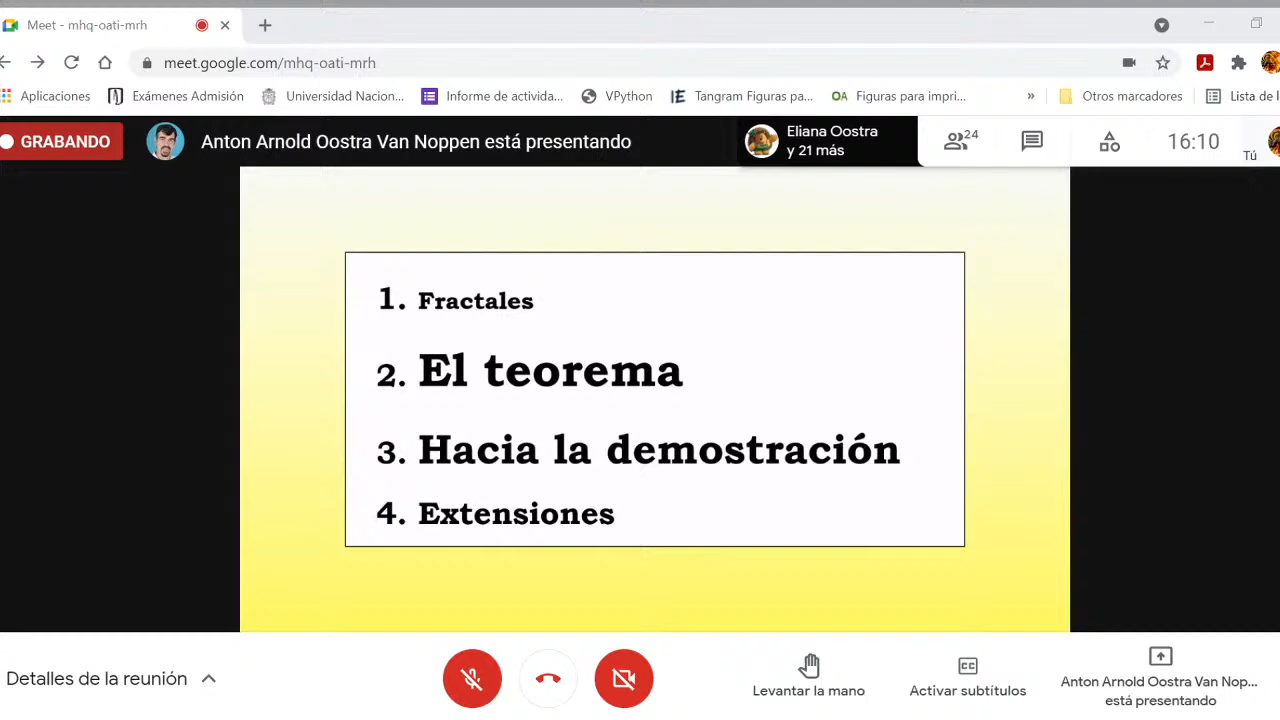 Meet - mhq-oati-mrh
meet.google.com/mhq-oati-mrh
Aplicaciones
Exámenes Admisión
Universidad Nacion...
Informe de activida...
VPython
Tangram Figuras pa...
OA Figuras para impri...
»
Otros marcadores
Lista de l
GRABANDO
Anton Arnold Oostra Van Noppen está presentando
Eliana Oostra
y 21 más
24
16:10
Tú
1. Fractales
2. El teorema
3. Hacia la demostración
4. Extensiones
Detalles de la reunión
Levantar la mano
Activar subtítulos
Anton Arnold Oostra Van Nop...
está presentando